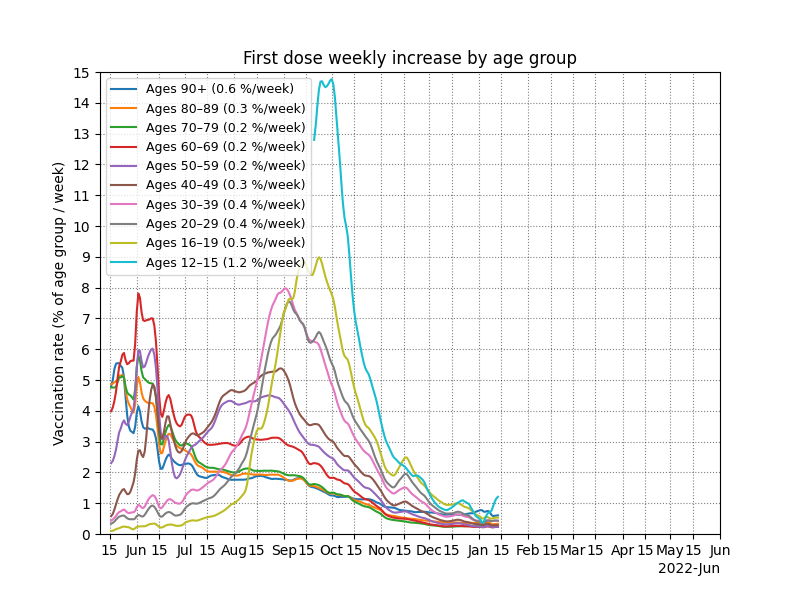 First dose weekly increase by age group
Vaccination rate (% of age group / week)
15
14
13
12
11
10
9
8
7
6
5
4
3
2
1
0
Ages 90+ (0.6 %/week)
Ages 80–89 (0.3 %/week)
Ages 70–79 (0.2 %/week)
Ages 60–69 (0.2 %/week)
Ages 50–59 (0.2 %/week)
Ages 40–49 (0.3 %/week)
Ages 30–39 (0.4 %/week)
Ages 20–29 (0.4 %/week)
Ages 16–19 (0.5 %/week)
Ages 12–15 (1.2 %/week)
15 Jun 15 Jul 15 Aug 15 Sep 15 Oct 15 Nov 15 Dec 15 Jan 15 Feb 15 Mar 15 Apr 15 May 15 Jun
2022-Jun